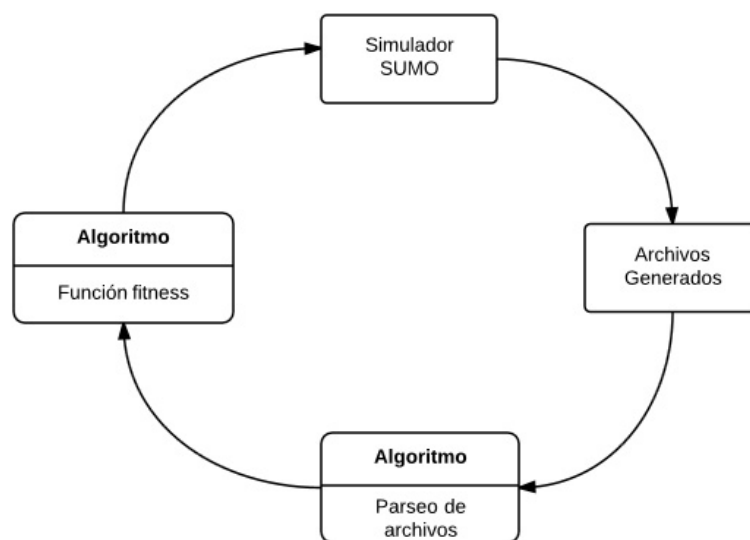 Simulador
SUMO
Algoritmo
Función fitness
Archivos
Generados
Algoritmo
Parseo de
archivos